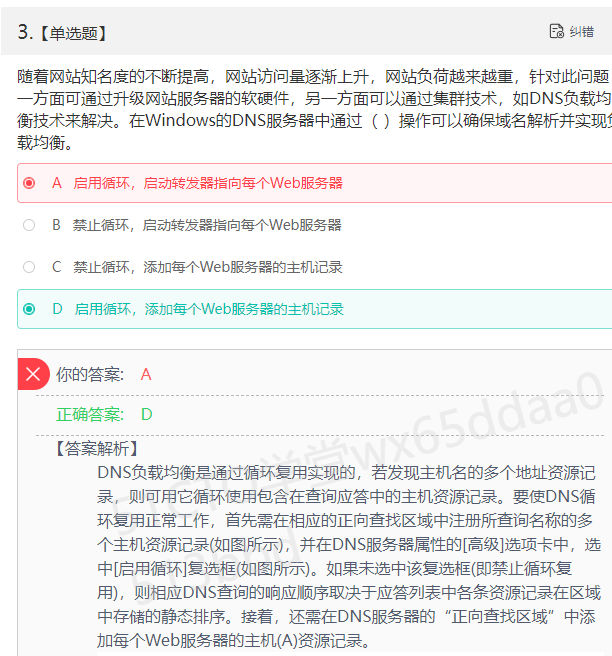 3.【单选题】 纠错
随着网站知名度的不断提高，网站访问量逐渐上升，网站负荷越来越重，针对此问题
一方面可通过升级网站服务器的软硬件，另一方面可以通过集群技术，如DNS负载均
衡技术来解决。在Windows的DNS服务器中通过（ ）操作可以确保域名解析并实现负
载均衡。
A 启用循环，启动转发器指向每个Web服务器
B 禁止循环，启动转发器指向每个Web服务器
C 禁止循环，添加每个Web服务器的主机记录
D 启用循环，添加每个Web服务器的主机记录
你的答案: A
正确答案: D
【答案解析】
DNS负载均衡是通过循环复用实现的，若发现主机名的多个地址资源记
录，则可用它循环使用包含在查询应答中的主机资源记录。要使DNS循
环复用正常工作，首先需在相应的正向查找区域中注册所查询名称的多
个主机资源记录(如图所示)，并在DNS服务器属性的[高级]选项卡中，选
中[启用循环]复选框(如图所示)。如果未选中该复选框(即禁止循环复
用)，则相应DNS查询的响应顺序取决于应答列表中各条资源记录在区域
中存储的静态排序。接着，还需在DNS服务器的“正向查找区域”中添
加每个Web服务器的主机(A)资源记录。